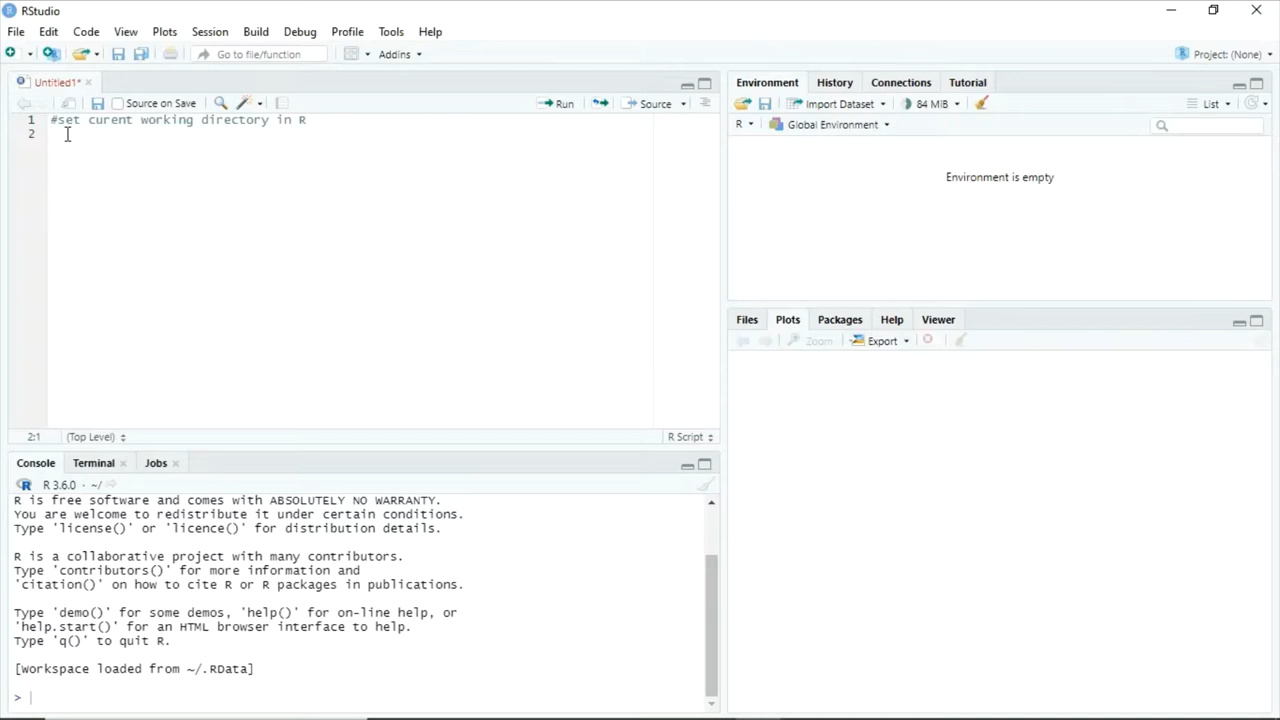 RStudio
File Edit Code View Plots Session Build Debug Profile Tools Help
Go to file/function Addins Project: (None)
Untitled1*
Source on Save Run Source
1 #set curent working directory in R
2
2:1 (Top Level) R Script
Console Terminal Jobs
R 3.6.0 · ~/
R is free software and comes with ABSOLUTELY NO WARRANTY.
You are welcome to redistribute it under certain conditions.
Type 'license()' or 'licence()' for distribution details.
R is a collaborative project with many contributors.
Type 'contributors()' for more information and
'citation()' on how to cite R or R packages in publications.
Type 'demo()' for some demos, 'help()' for on-line help, or
'help.start()' for an HTML browser interface to help.
Type 'q()' to quit R.
[workspace loaded from ~/.RData]
>
Environment History Connections Tutorial
Import Dataset 84 MiB List
R Global Environment
Environment is empty
Files Plots Packages Help Viewer
Zoom Export